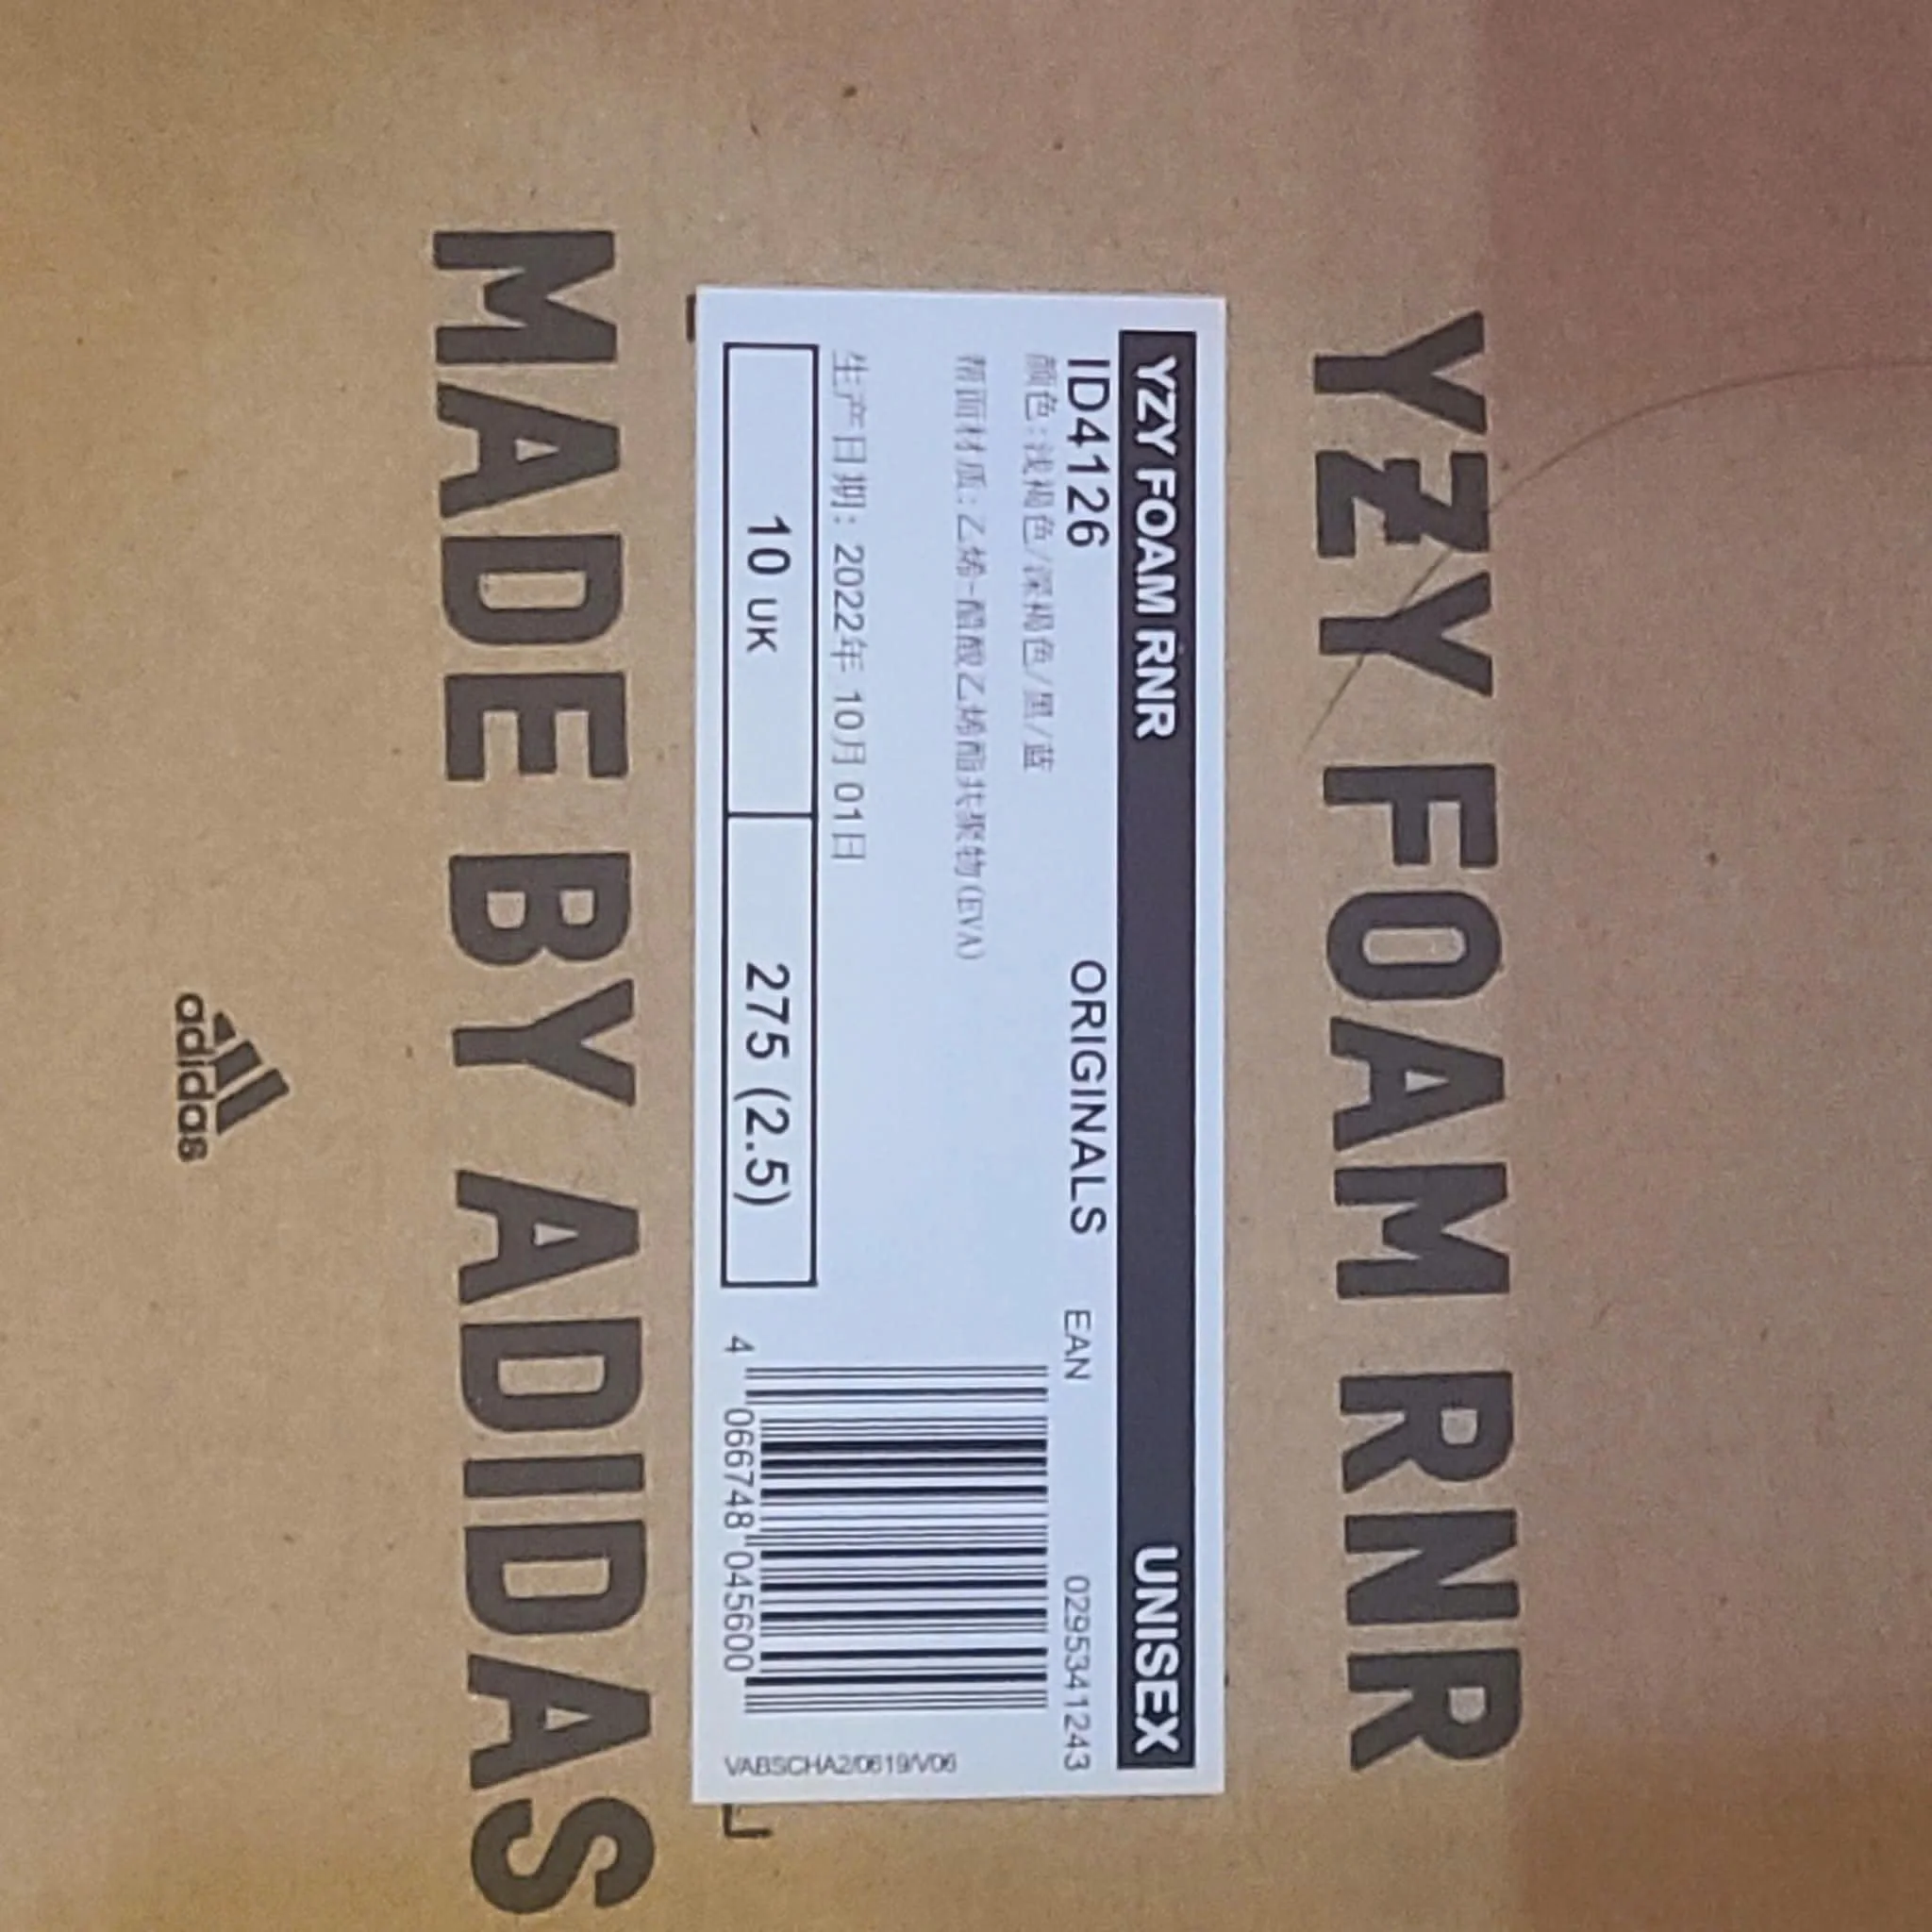 YZY FOAM RNR
YZY FOAM RNR UNISEX
ID4126 ORIGINALS EAN 0295341243
颜色:浅褐色/深褐色/黑/蓝
帮面材质:乙烯-醋酸乙烯酯共聚物(EVA)
生产日期: 2022年 10月 01日
10 UK 275 (2.5)
4 066748 045600
VABSCHA2/0619/V06
MADE BY ADIDAS
adidas